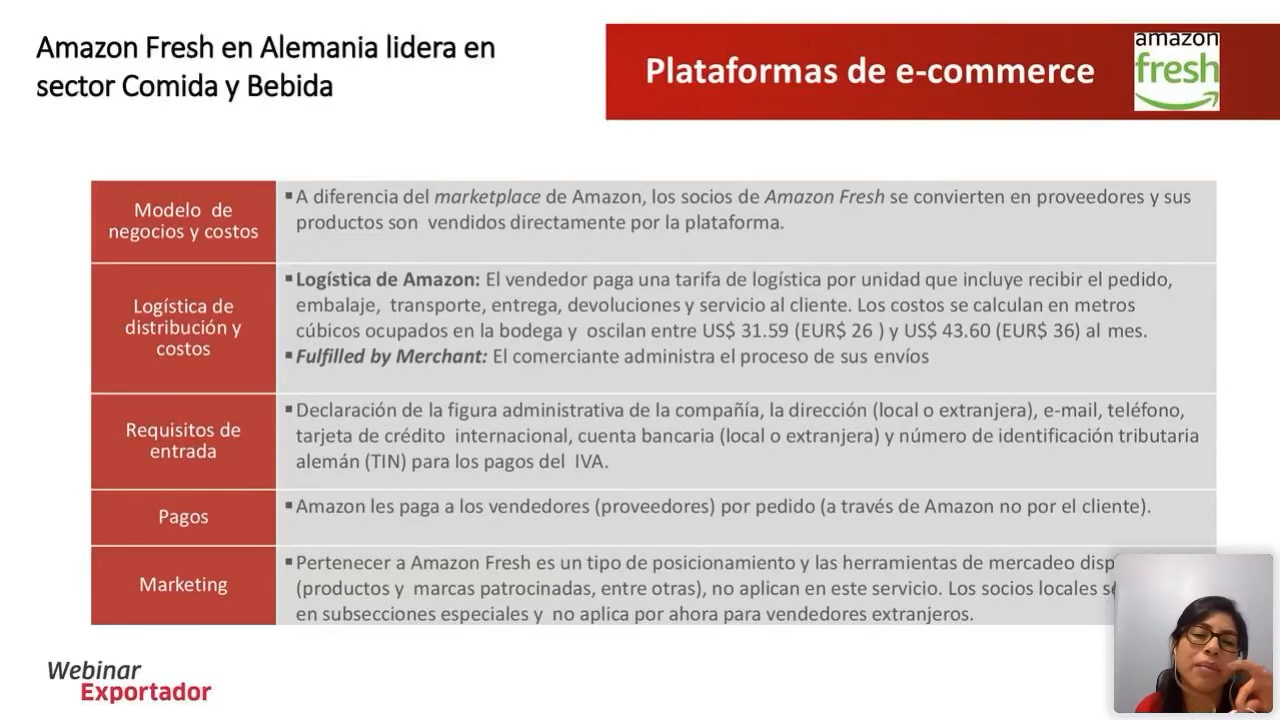 Amazon Fresh en Alemania lidera en
sector Comida y Bebida
Plataformas de e-commerce
amazon
fresh
Modelo de
negocios y costos
▪A diferencia del marketplace de Amazon, los socios de Amazon Fresh se convierten en proveedores y sus
productos son vendidos directamente por la plataforma.
Logística de
distribución y
costos
▪Logística de Amazon: El vendedor paga una tarifa de logística por unidad que incluye recibir el pedido,
embalaje, transporte, entrega, devoluciones y servicio al cliente. Los costos se calculan en metros
cúbicos ocupados en la bodega y oscilan entre US$ 31.59 (EUR$ 26 ) y US$ 43.60 (EUR$ 36) al mes.
▪Fulfilled by Merchant: El comerciante administra el proceso de sus envíos
Requisitos de
entrada
▪Declaración de la figura administrativa de la compañía, la dirección (local o extranjera), e-mail, teléfono,
tarjeta de crédito internacional, cuenta bancaria (local o extranjera) y número de identificación tributaria
alemán (TIN) para los pagos del IVA.
Pagos
▪Amazon les paga a los vendedores (proveedores) por pedido (a través de Amazon no por el cliente).
Marketing
▪Pertenecer a Amazon Fresh es un tipo de posicionamiento y las herramientas de mercadeo
(productos y marcas patrocinadas, entre otras), no aplican en este servicio. Los socios locales
en subsecciones especiales y no aplica por ahora para vendedores extranjeros.
Webinar
Exportador